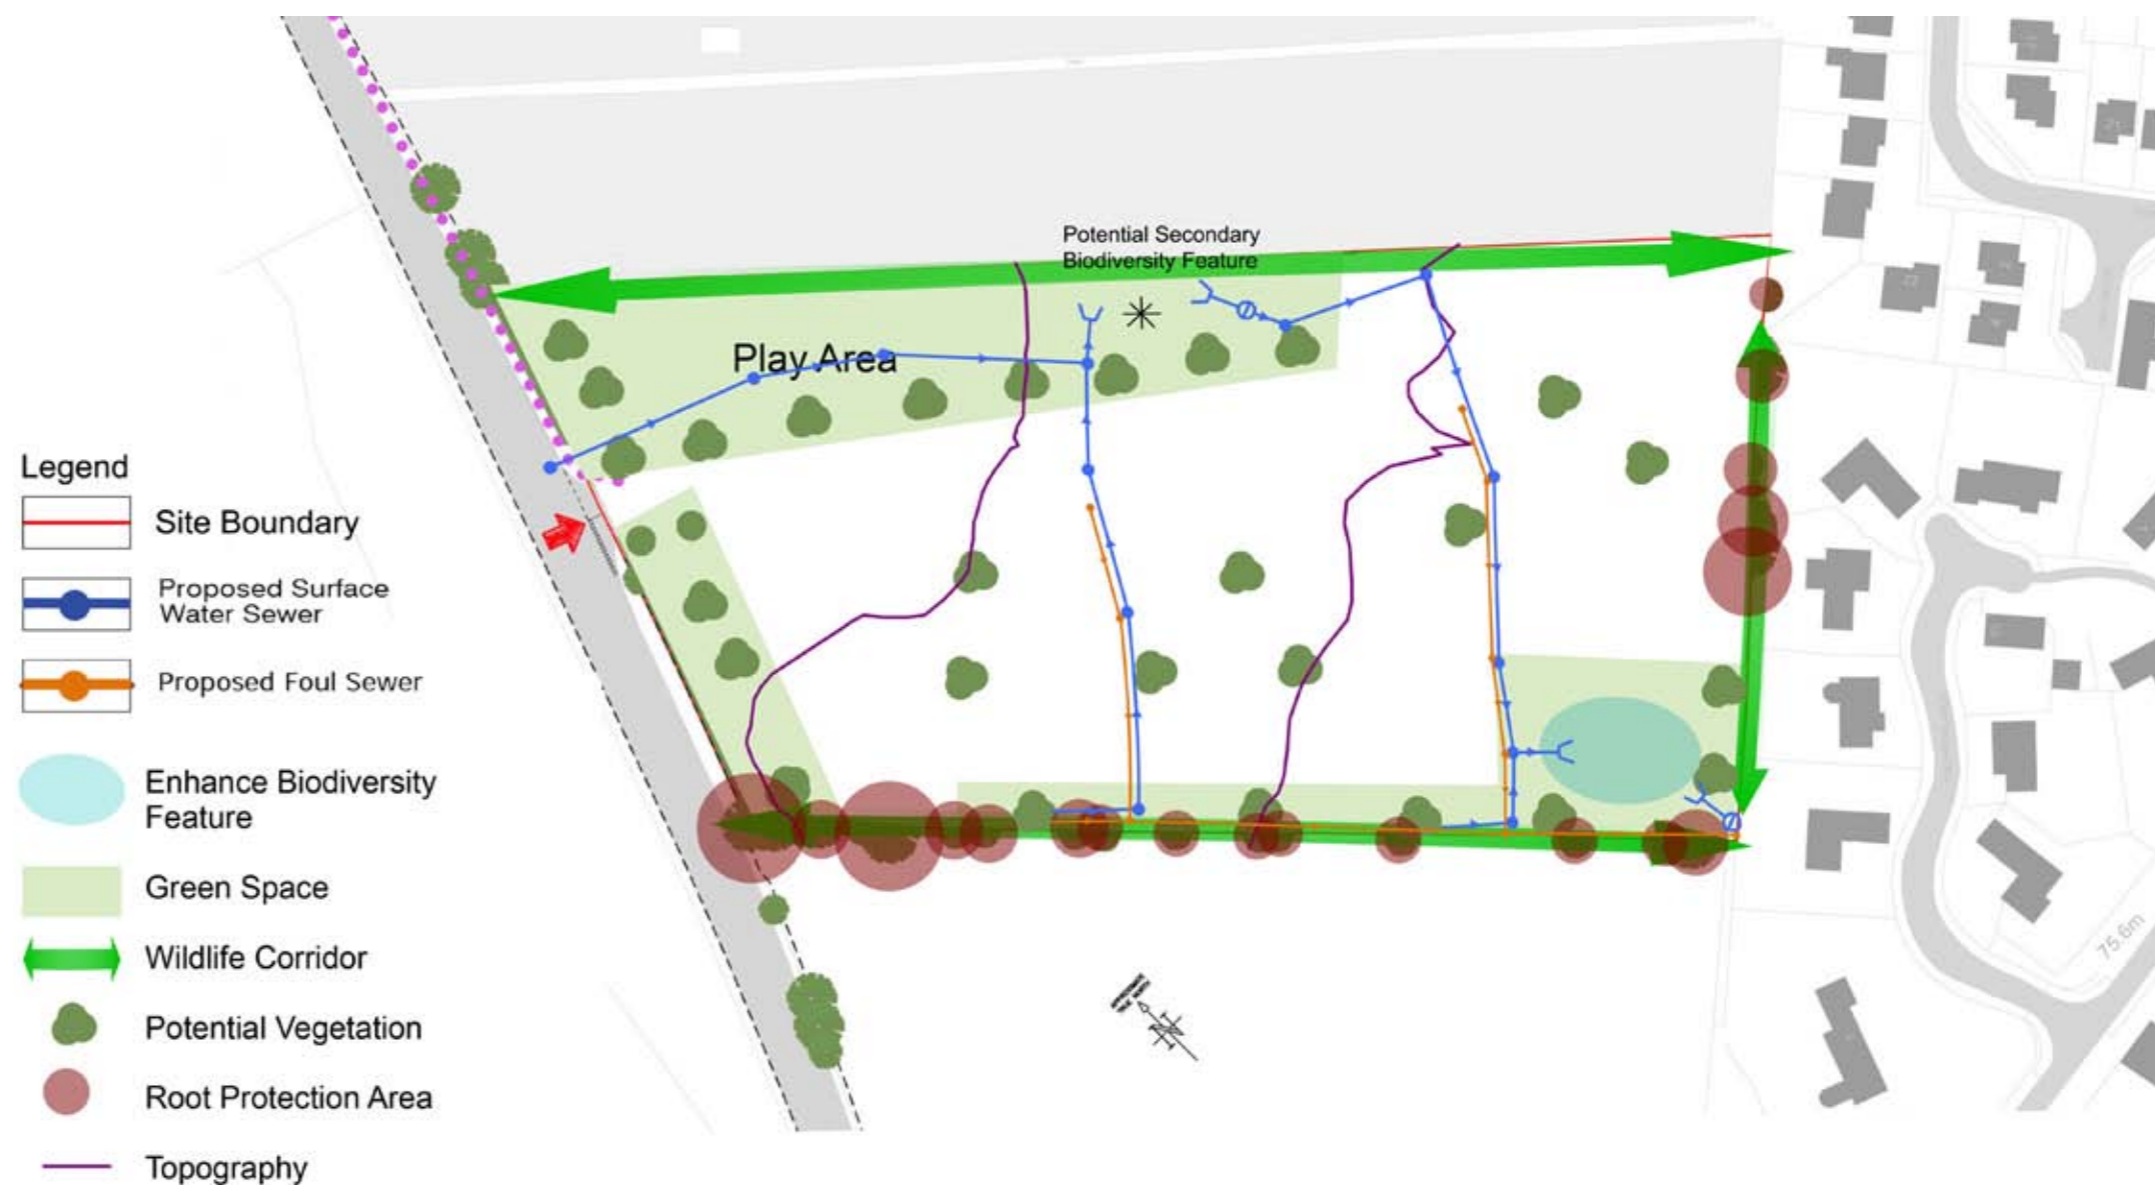 Potential Secondary
Biodiversity Feature
Play Area
Legend
Site Boundary
Proposed Surface
Water Sewer
Proposed Foul Sewer
Enhance Biodiversity
Feature
Green Space
Wildlife Corridor
Potential Vegetation
Root Protection Area
Topography
75.6m